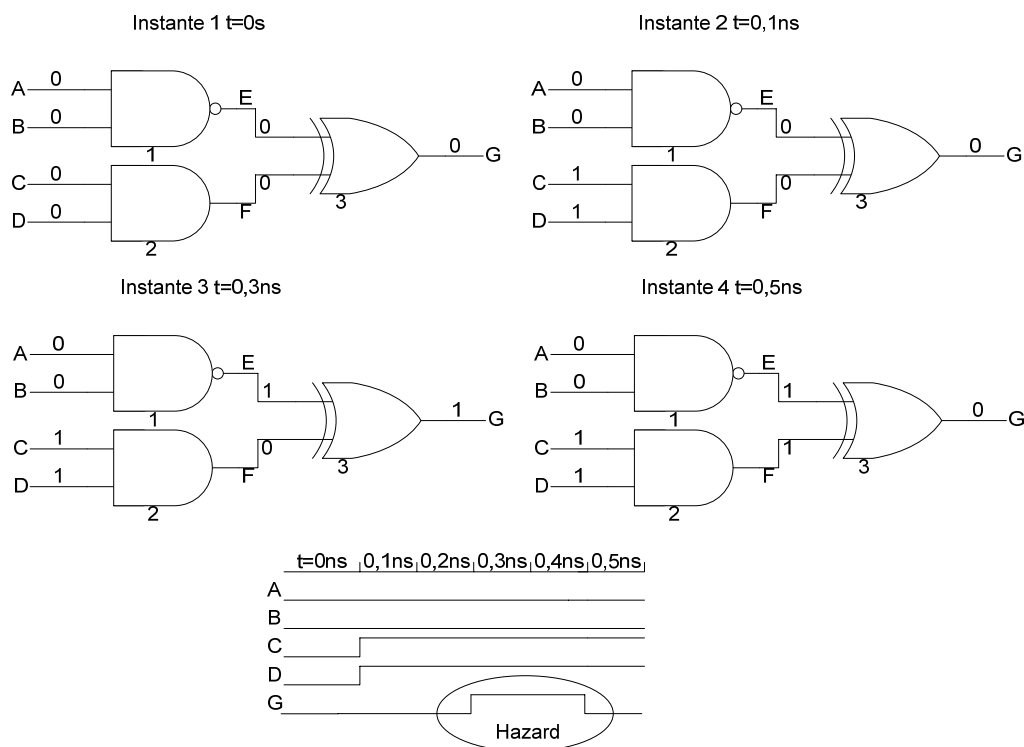 Instante 1 t=0s
A 0
B 0
1
C 0
D 0
2
E
0
0
F
3
0 G
Instante 2 t=0,1ns
A 0
B 0
1
C 1
D 1
2
E
0
0
F
3
0 G
Instante 3 t=0,3ns
A 0
B 0
1
C 1
D 1
2
E
1
0
F
3
1 G
Instante 4 t=0,5ns
A 0
B 0
1
C 1
D 1
2
E
1
1
F
3
0 G
t=0ns 0,1ns 0,2ns 0,3ns 0,4ns 0,5ns
A
B
C
D
G
Hazard